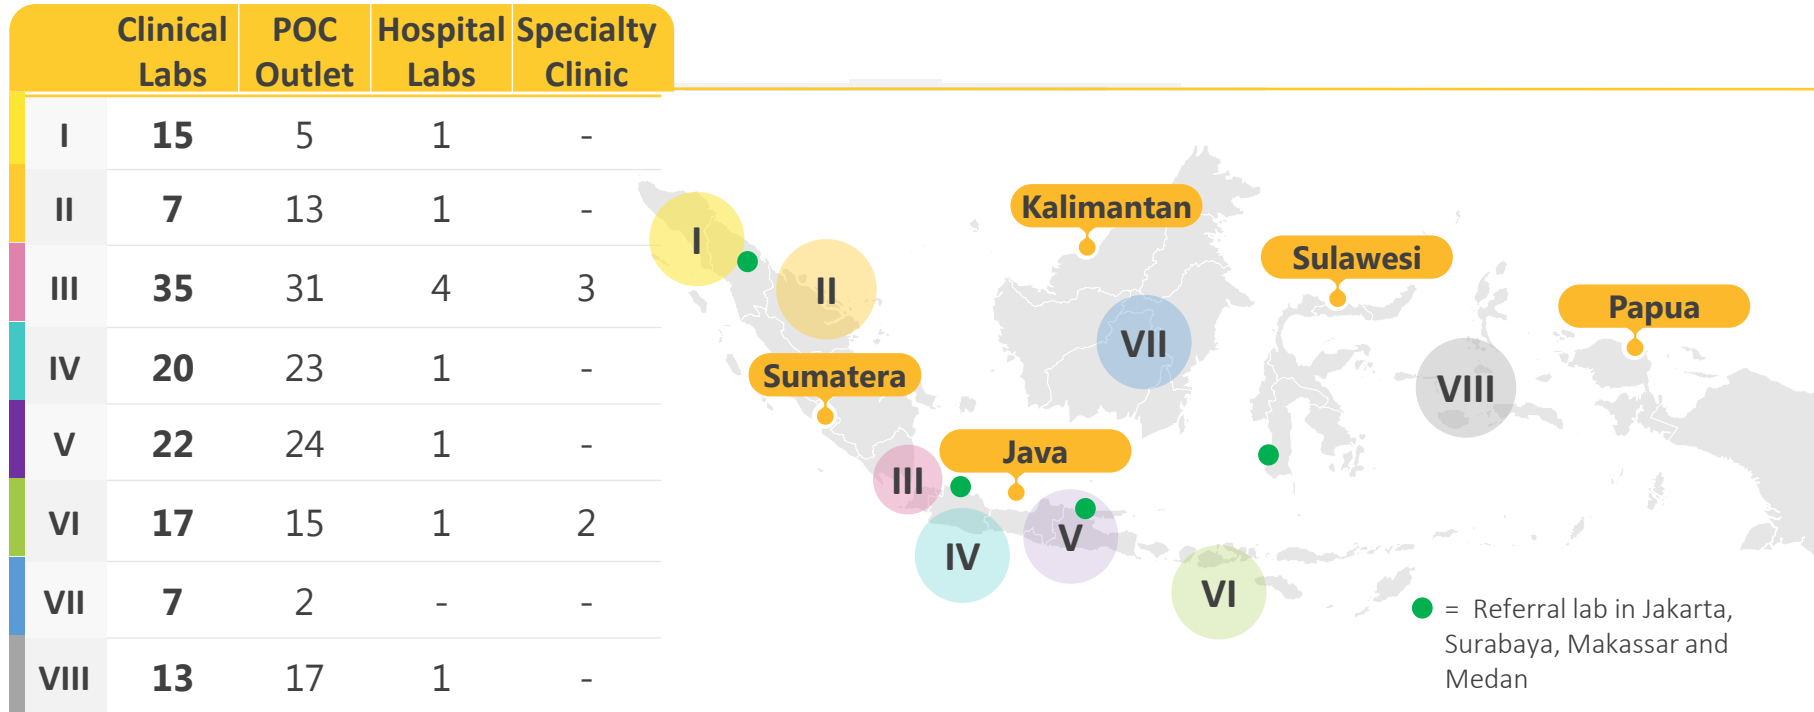 Clinical Labs POC Outlet Hospital Labs Specialty Clinic
I 15 5 1 -
II 7 13 1 -
III 35 31 4 3
IV 20 23 1 -
V 22 24 1 -
VI 17 15 1 2
VII 7 2 - -
VIII 13 17 1 -
Kalimantan
I
Sulawesi
II
Papua
VII
Sumatera
VIII
Java
III
V
IV
VI
= Referral lab in Jakarta,
Surabaya, Makassar and
Medan